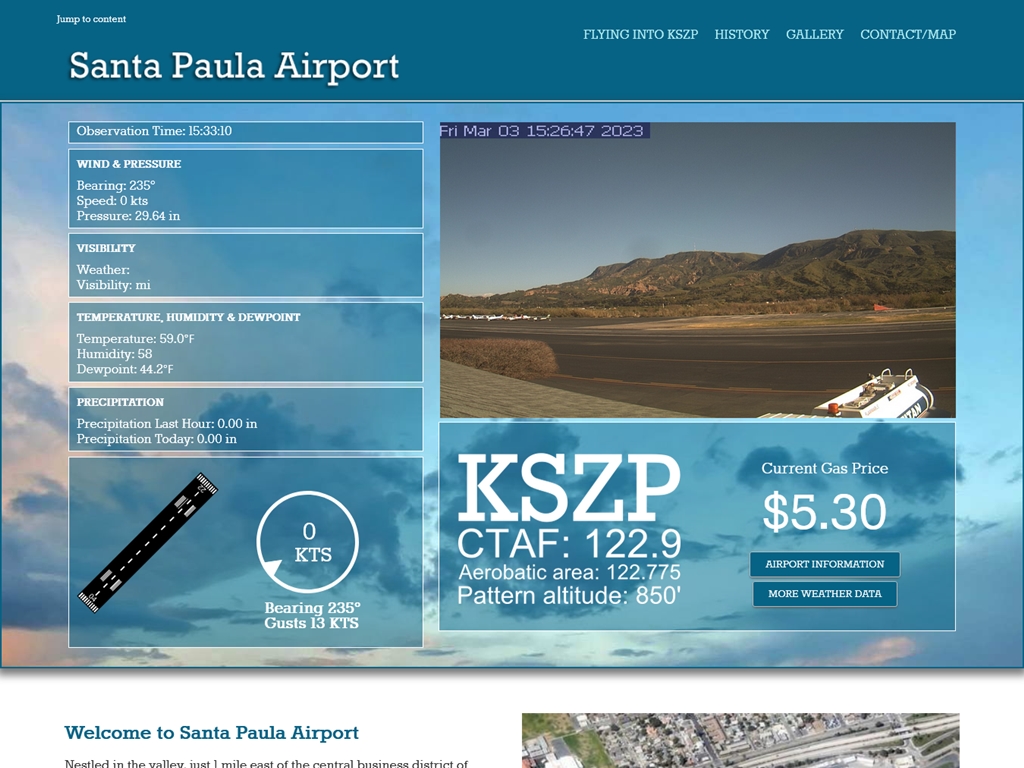 Jump to content
FLYING INTO KSZP HISTORY GALLERY CONTACT/MAP
Santa Paula Airport
Observation Time: 15:33:10
WIND & PRESSURE
Bearing: 235°
Speed: 0 kts
Pressure: 29.64 in
VISIBILITY
Weather:
Visibility: mi
TEMPERATURE, HUMIDITY & DEWPOINT
Temperature: 59.0°F
Humidity: 58
Dewpoint: 44.2°F
PRECIPITATION
Precipitation Last Hour: 0.00 in
Precipitation Today: 0.00 in
22
04
0
KTS
Bearing 235°
Gusts 13 KTS
Fri Mar 03 15:26:47 2023
KSZP
CTAF: 122.9
Aerobatic area: 122.775
Pattern altitude: 850'
Current Gas Price
$5.30
AIRPORT INFORMATION
MORE WEATHER DATA
Welcome to Santa Paula Airport
Nestled in the valley, just 1 mile east of the central business district of